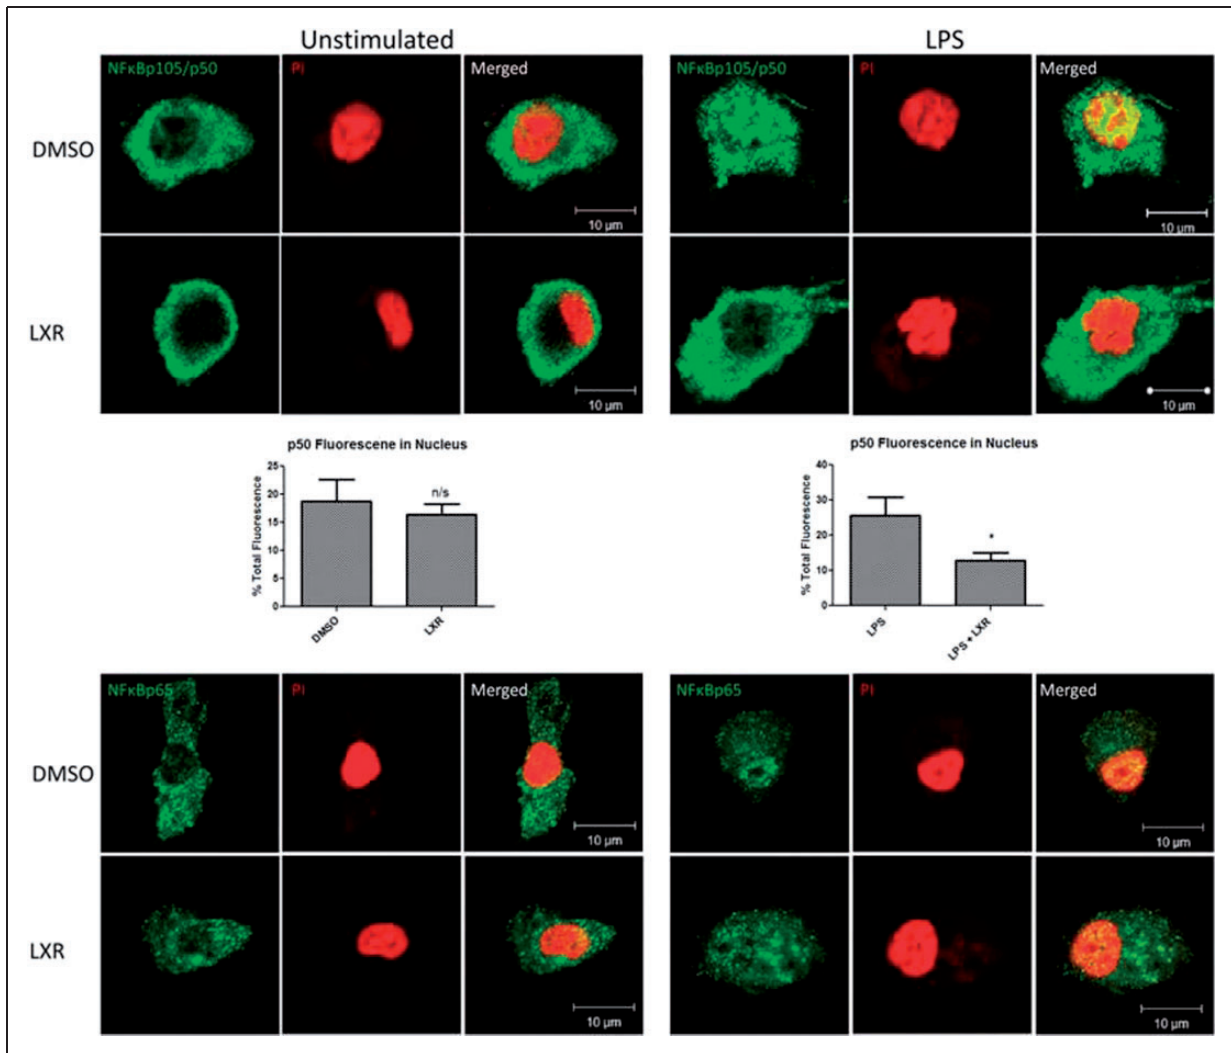 Unstimulated
LPS
NFκBp105/p50
PI
Merged
NFκBp105/p50
PI
Merged
DMSO
10 µm
10 µm
LXR
10 µm
10 µm
p50 Fluorescene in Nucleus
% Total Fluorescence
25
20
15
10
5
0
n/s
DMSO
LXR
p50 Fluorescence in Nucleus
% Total Fluorescence
40
30
20
10
0
*
LPS
LPS + LXR
NFκBp65
PI
Merged
NFκBp65
PI
Merged
DMSO
10 µm
10 µm
LXR
10 µm
10 µm